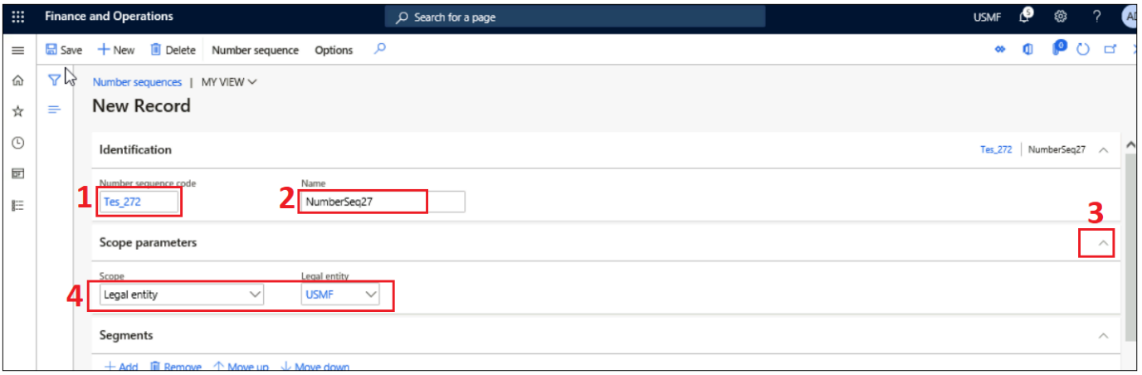 Finance and Operations Search for a page USMF
Save New Delete Number sequence Options 0
Number sequences | MY VIEW
New Record
Identification Tes_272 | NumberSeq27
Number sequence code Name
1 Tes_272 2 NumberSeq27
3
Scope parameters
Scope Legal entity
4 Legal entity USMF
Segments
Add Remove Move up Move down